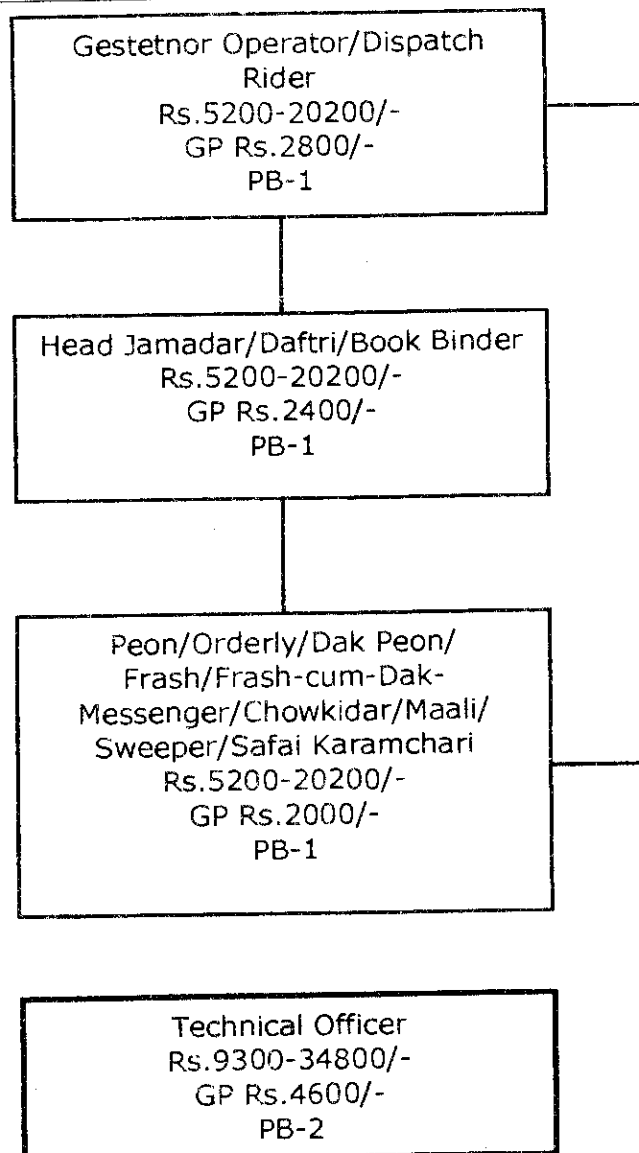 Gestetnor Operator/Dispatch
Rider
Rs.5200-20200/-
GP Rs.2800/-
PB-1
Head Jamadar/Daftri/Book Binder
Rs.5200-20200/-
GP Rs.2400/-
PB-1
Peon/Orderly/Dak Peon/
Frash/Frash-cum-Dak-
Messenger/Chowkidar/Maali/
Sweeper/Safai Karamchari
Rs.5200-20200/-
GP Rs.2000/-
PB-1
Technical Officer
Rs.9300-34800/-
GP Rs.4600/-
PB-2